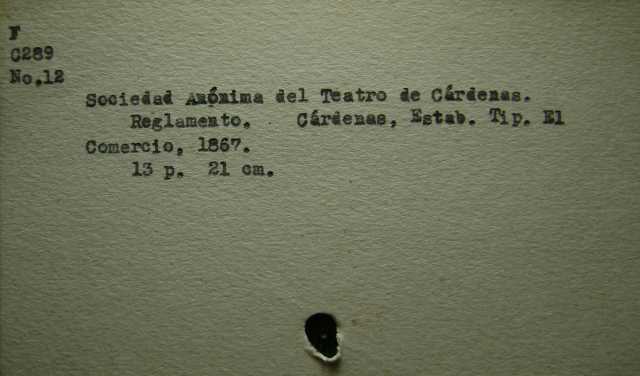 F
C289
No.12
Sociedad Anónima del Teatro de Cárdenas.
Reglamento. Cárdenas, Estab. Tip. El
Comercio, 1867.
13 p. 21 cm.